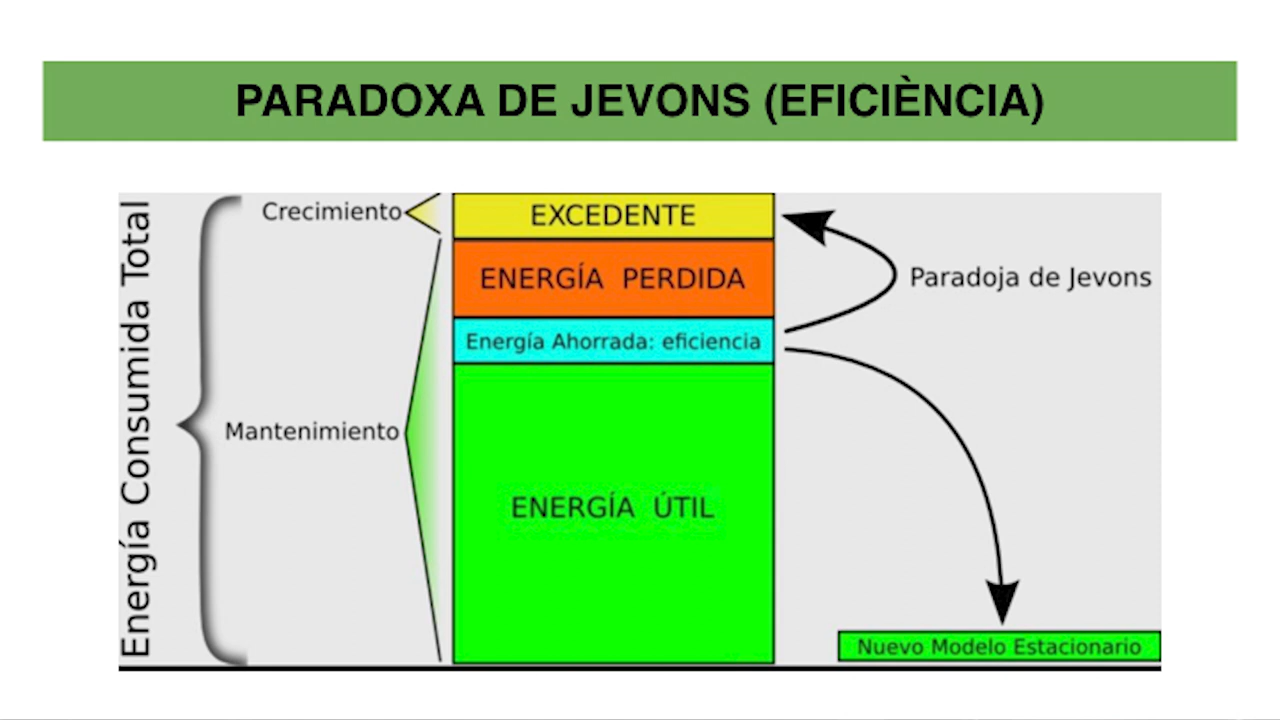 PARADOXA DE JEVONS (EFICIÈNCIA)
Energía Consumida Total
Crecimiento
Mantenimiento
EXCEDENTE
ENERGÍA PERDIDA
Energía Ahorrada: eficiencia
ENERGÍA ÚTIL
Paradoja de Jevons
Nuevo Modelo Estacionario